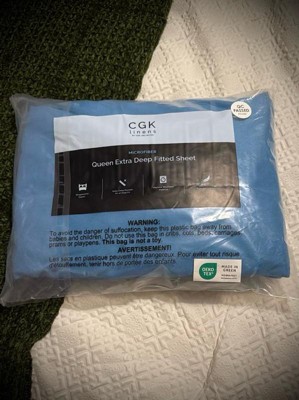 QC
PASSED
CGK
linens
MICROFIBER
Queen Extra Deep Fitted Sheet
WARNING:
To avoid the danger of suffocation, keep this plastic bag away from
babies and children. Do not use this bag in cribs, cots, beds, carriages
prams or playpens. This bag is not a toy
AVERTISSEMENT!
Les sacs en plastique peuvent être dangereux. Pour éviter tout risque
d'étouffement, tenir hors de portée des enfants.
OEKO
TEX®
MADE IN
GREEN